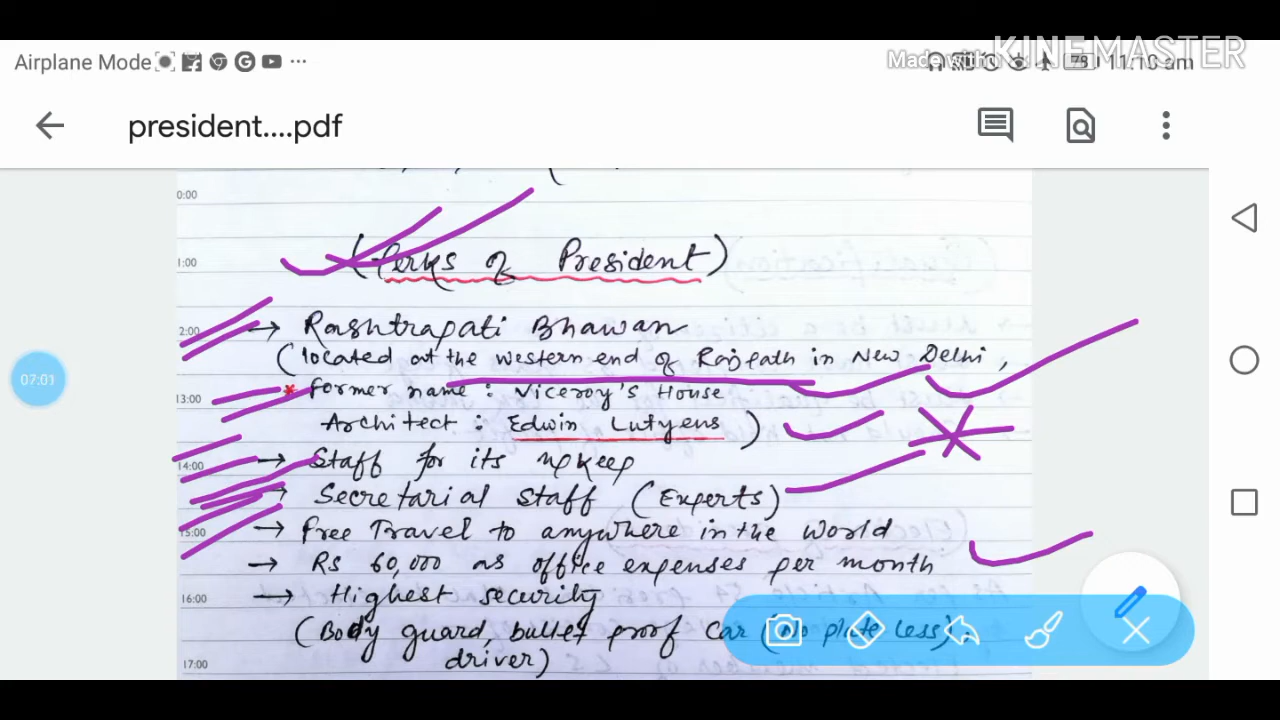 Airplane Mode ...
Made with KINEMASTER
78 11:10 am
president....pdf
0:00
1:00
(Perks of President)
2:00
→ Rashtrapati Bhawan
(located at the western end of Rajpath in New Delhi,
13:00
* former name : Viceroy's House
Architect : Edwin Lutyens )
14:00
→ Staff for its upkeep
→ Secretarial staff (Experts)
15:00
→ Free Travel to anywhere in the World
→ Rs 60,000 as office expenses per month
16:00
→ Highest security
(Body guard, bullet proof car (No plate less).
17:00
driver)
07:01